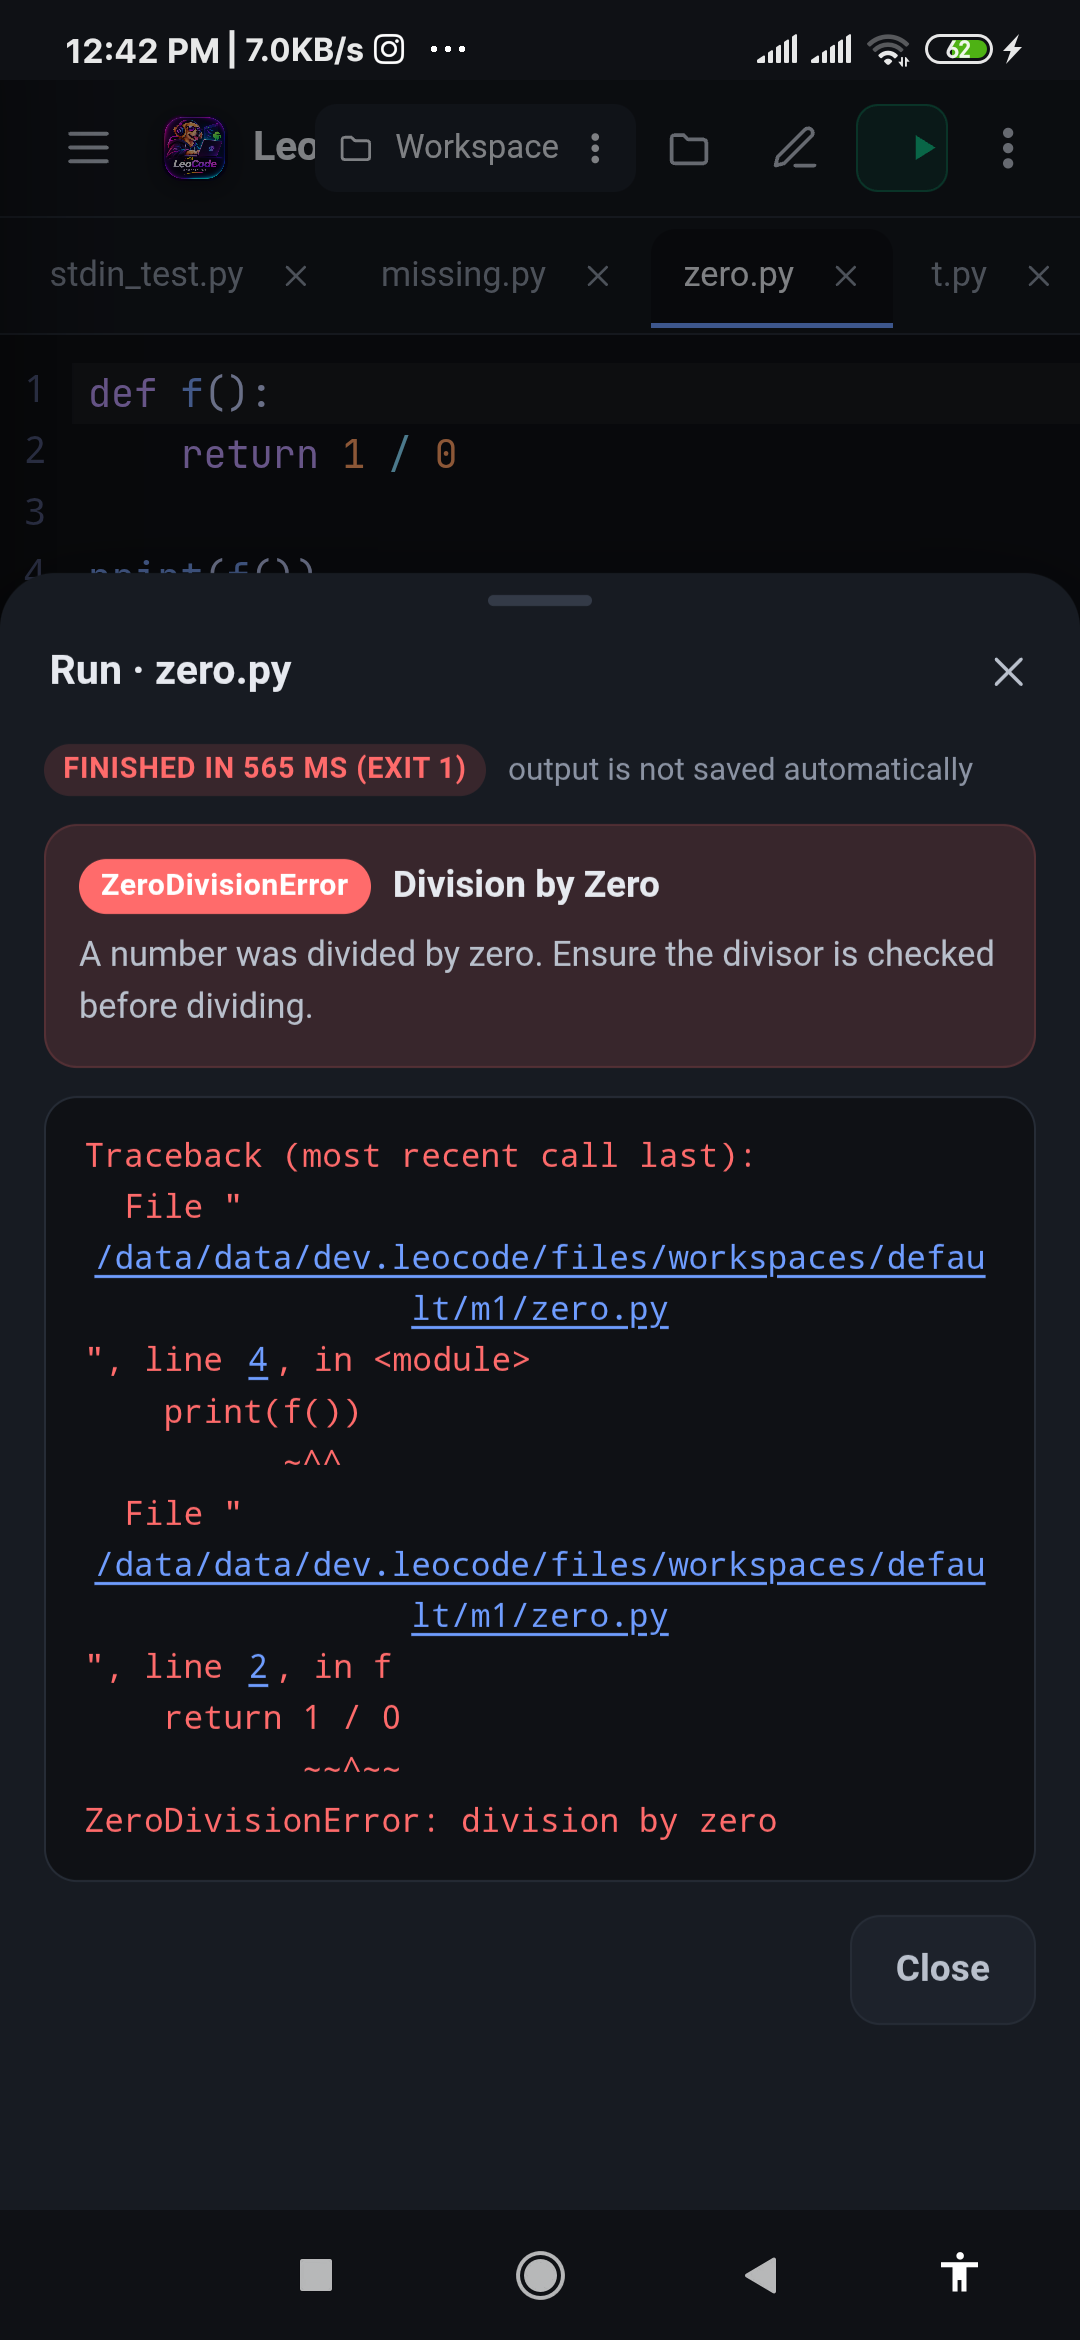 12:42 PM | 7.0KB/s ...
62
LeoCode
Leo
Workspace
stdin_test.py
missing.py
zero.py
t.py
1 def f():
2     return 1 / 0
3
4 print(f())
Run · zero.py
FINISHED IN 565 MS (EXIT 1) output is not saved automatically
ZeroDivisionError Division by Zero
A number was divided by zero. Ensure the divisor is checked
before dividing.
Traceback (most recent call last):
  File "
/data/data/dev.leocode/files/workspaces/defau
lt/m1/zero.py
", line 4, in <module>
    print(f())
          ~^^
  File "
/data/data/dev.leocode/files/workspaces/defau
lt/m1/zero.py
", line 2, in f
    return 1 / 0
           ~~^~~
ZeroDivisionError: division by zero
Close